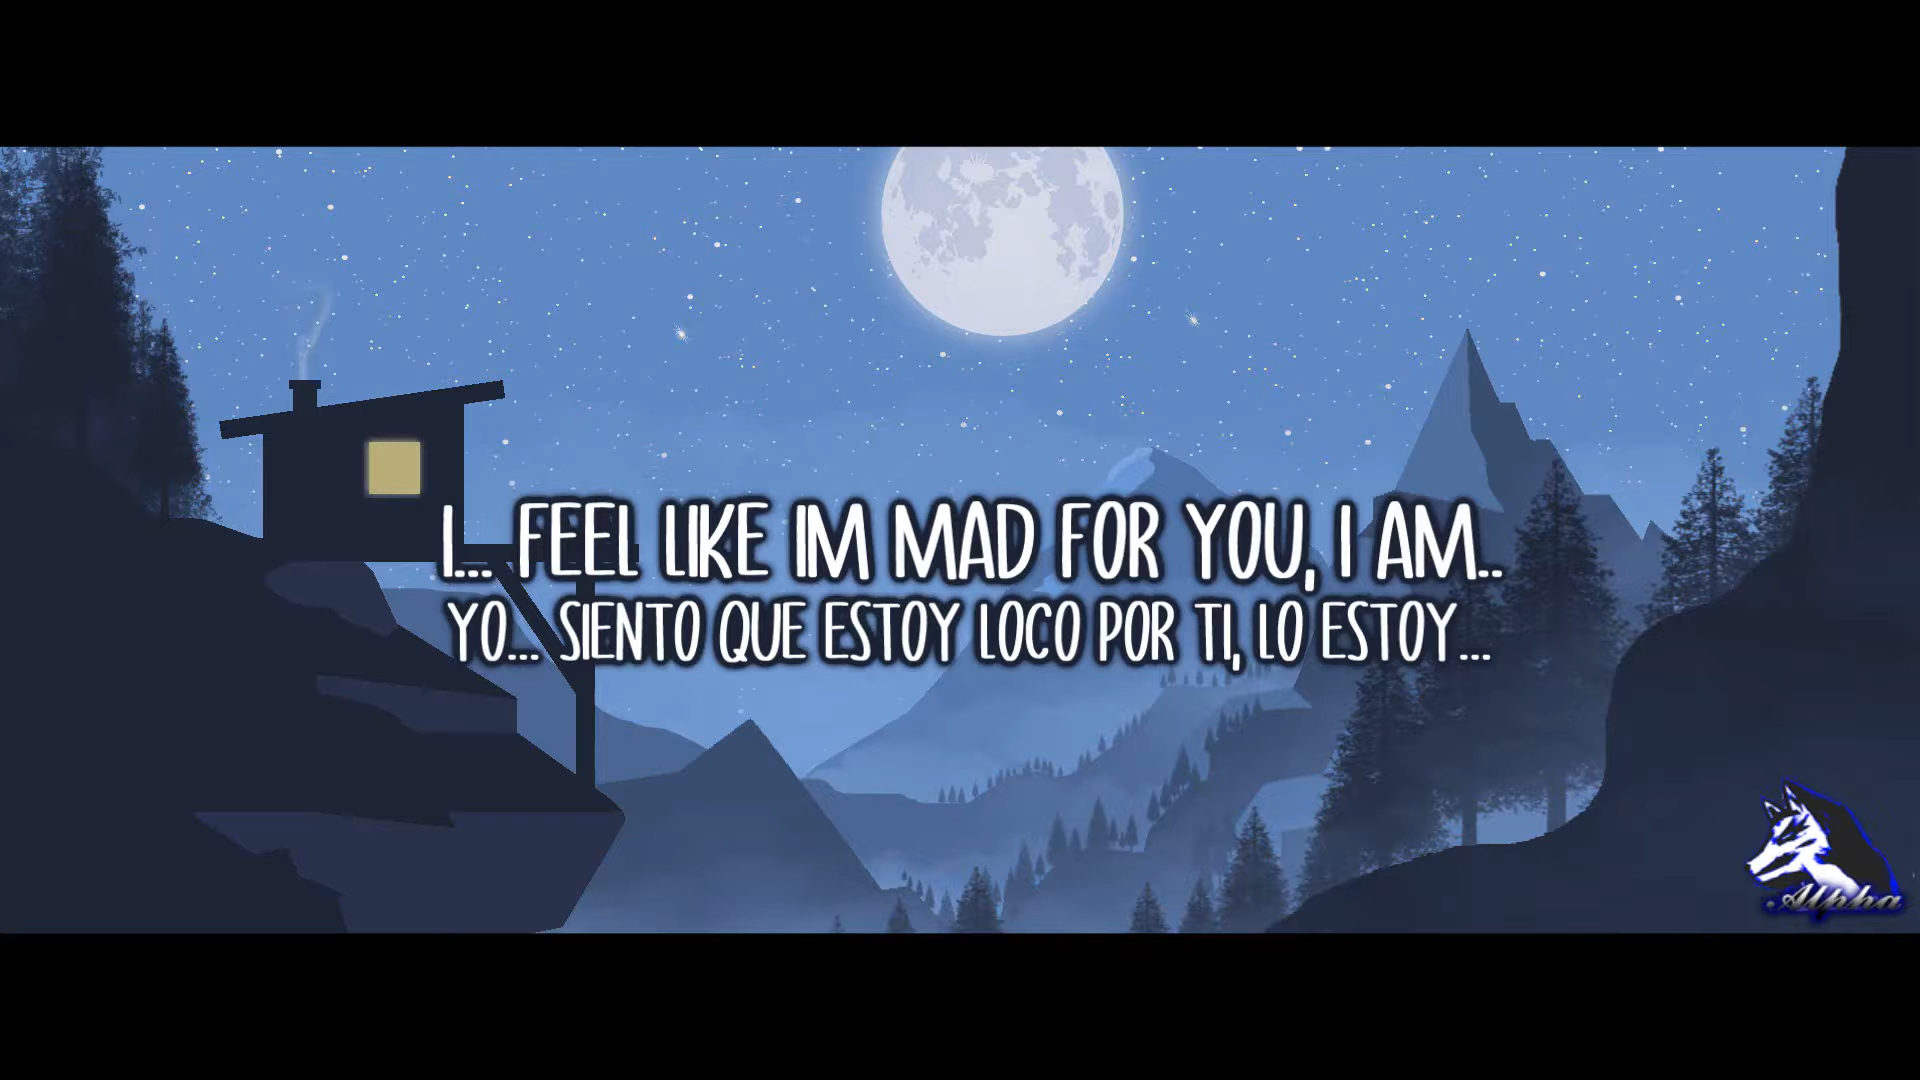 I... FEEL LIKE IM MAD FOR YOU, I AM..
YO... SIENTO QUE ESTOY LOCO POR TI, LO ESTOY...
Alpha